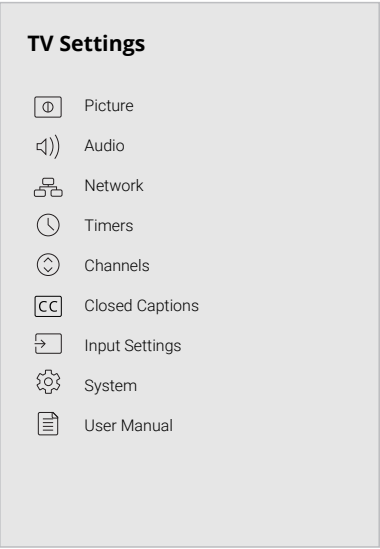 TV Settings
Picture
Audio
Network
Timers
Channels
CC Closed Captions
Input Settings
System
User Manual